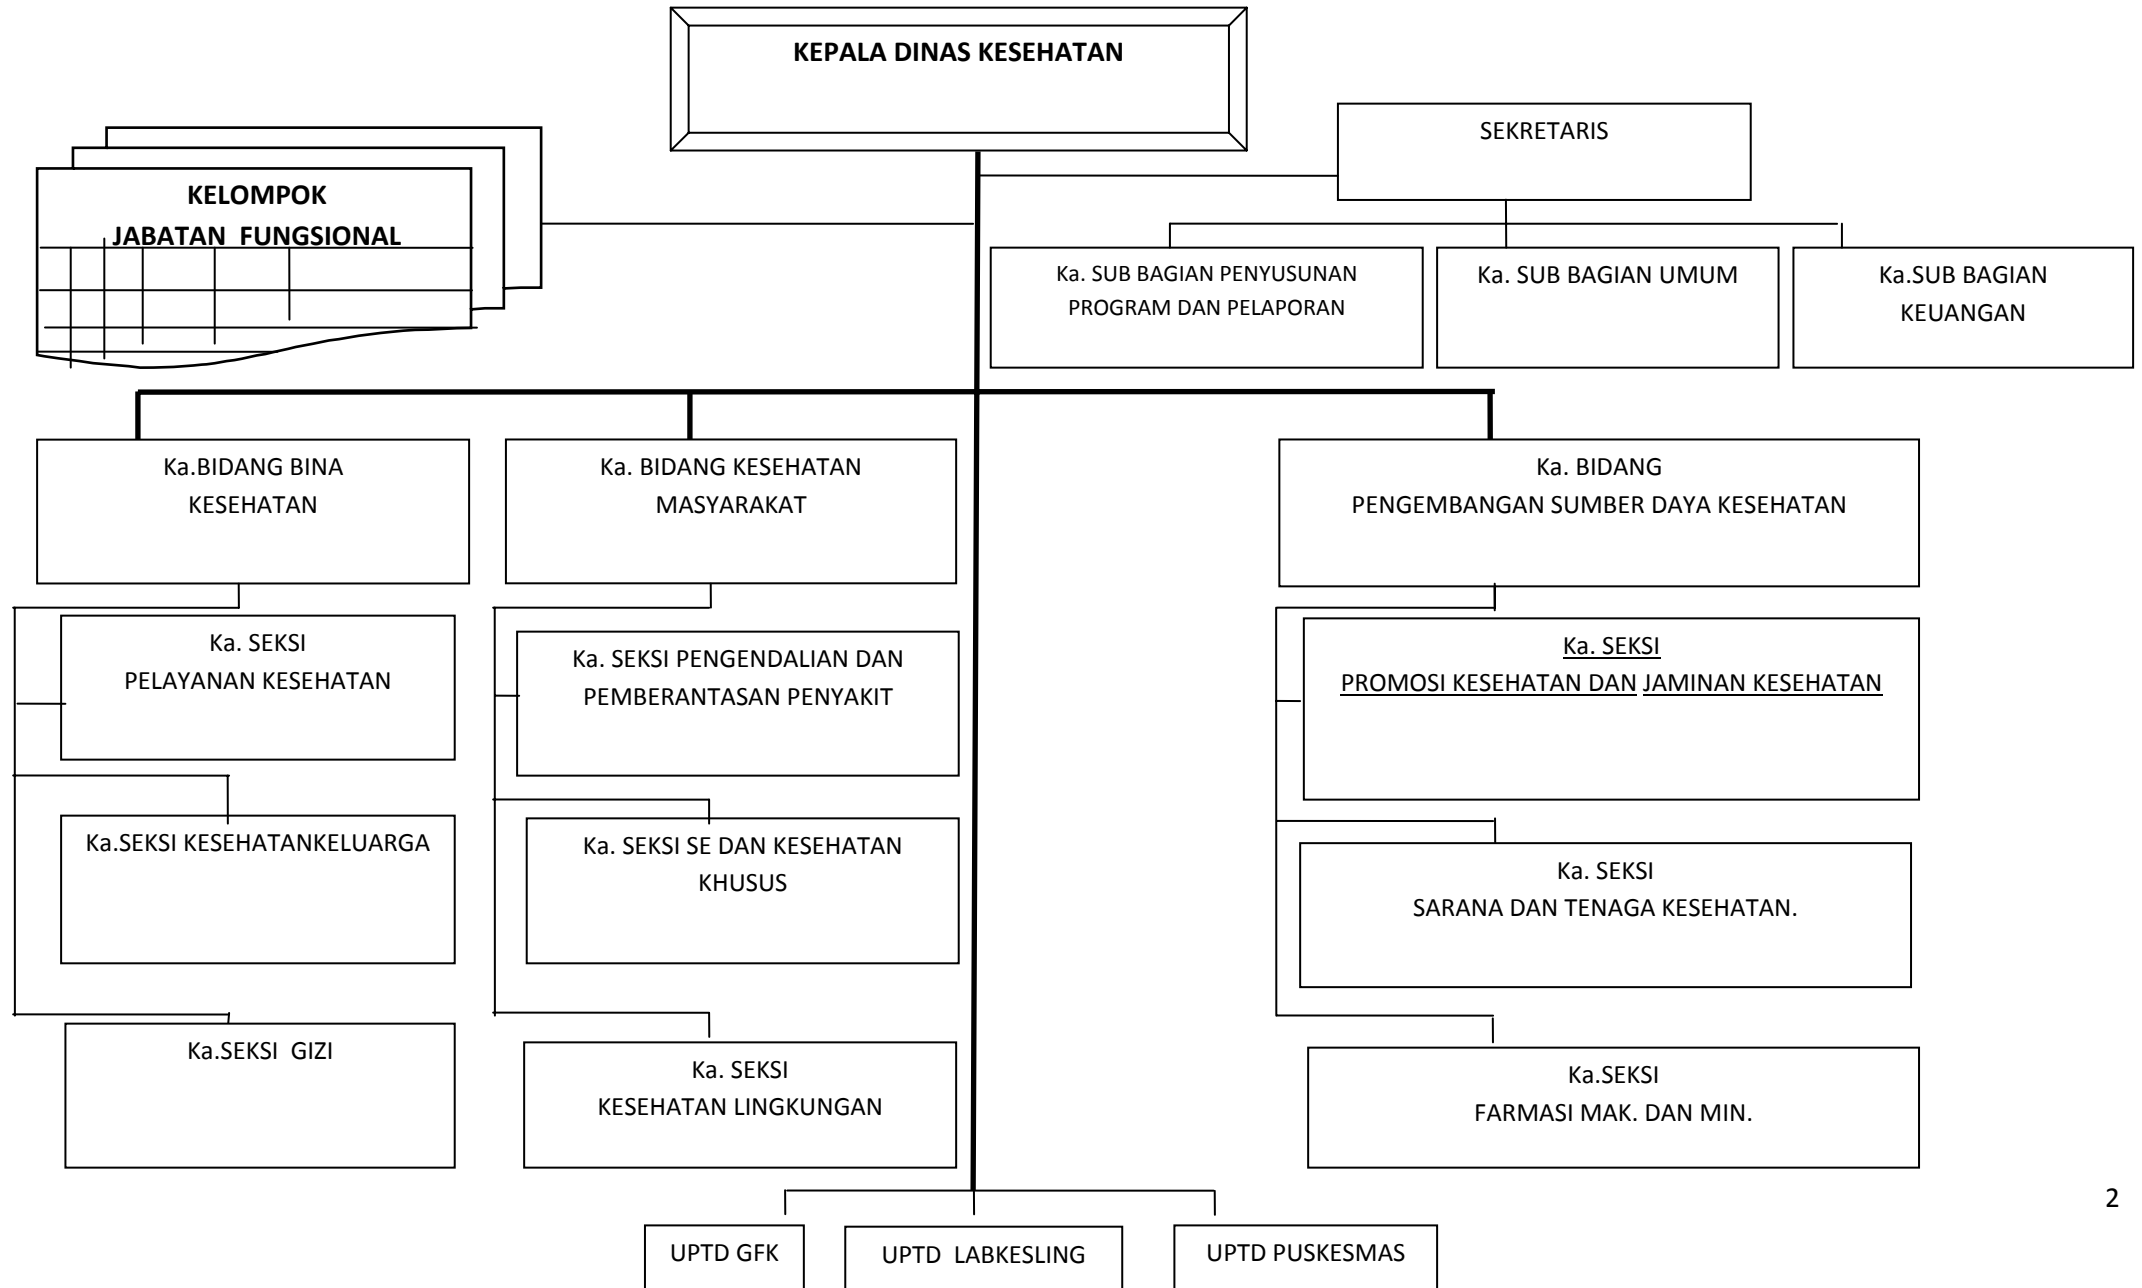 KEPALA DINAS KESEHATAN
SEKRETARIS
KELOMPOK
JABATAN  FUNGSIONAL
Ka. SUB BAGIAN PENYUSUNAN
PROGRAM DAN PELAPORAN
Ka. SUB BAGIAN UMUM
Ka.SUB BAGIAN
KEUANGAN
Ka.BIDANG BINA
KESEHATAN
Ka. BIDANG KESEHATAN
MASYARAKAT
Ka. BIDANG
PENGEMBANGAN SUMBER DAYA KESEHATAN
Ka. SEKSI
PELAYANAN KESEHATAN
Ka. SEKSI PENGENDALIAN DAN
PEMBERANTASAN PENYAKIT
Ka. SEKSI
PROMOSI KESEHATAN DAN JAMINAN KESEHATAN
Ka.SEKSI KESEHATANKELUARGA
Ka. SEKSI SE DAN KESEHATAN
KHUSUS
Ka. SEKSI
SARANA DAN TENAGA KESEHATAN.
Ka.SEKSI  GIZI
Ka. SEKSI
KESEHATAN LINGKUNGAN
Ka.SEKSI
FARMASI MAK. DAN MIN.
2
UPTD GFK
UPTD  LABKESLING
UPTD PUSKESMAS